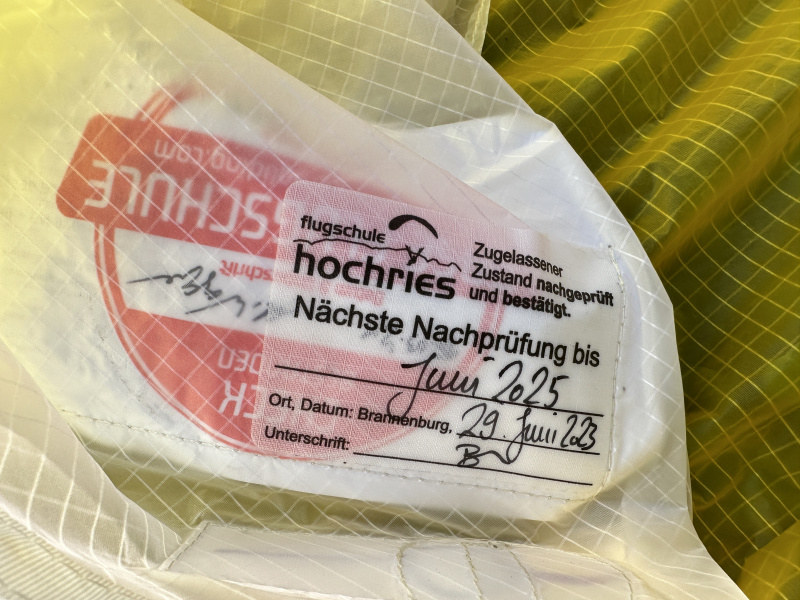 flugschule
hochries
Zugelassener
Zustand nachgeprüft
und bestätigt.
Nächste Nachprüfung bis
Juni 2025
Ort, Datum: Brannenburg, 29. Juni 2023
Unterschrift:
SCHULE